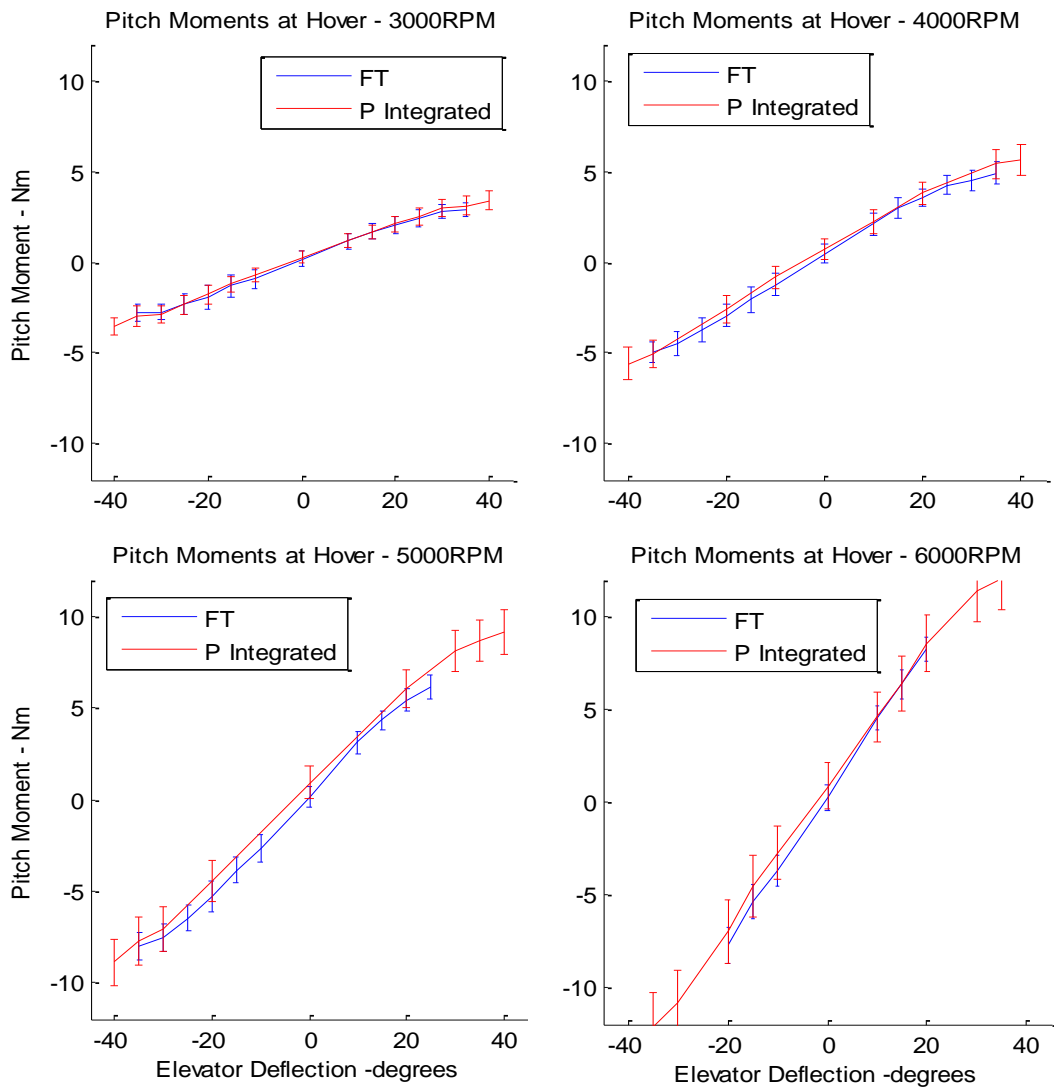 Pitch Moments at Hover - 3000RPM
FT
P Integrated
10
5
0
-5
-10
Pitch Moment - Nm
-40 -20 0 20 40
Pitch Moments at Hover - 4000RPM
FT
P Integrated
10
5
0
-5
-10
-40 -20 0 20 40
Pitch Moments at Hover - 5000RPM
FT
P Integrated
10
5
0
-5
-10
Pitch Moment - Nm
-40 -20 0 20 40
Elevator Deflection -degrees
Pitch Moments at Hover - 6000RPM
FT
P Integrated
10
5
0
-5
-10
-40 -20 0 20 40
Elevator Deflection -degrees